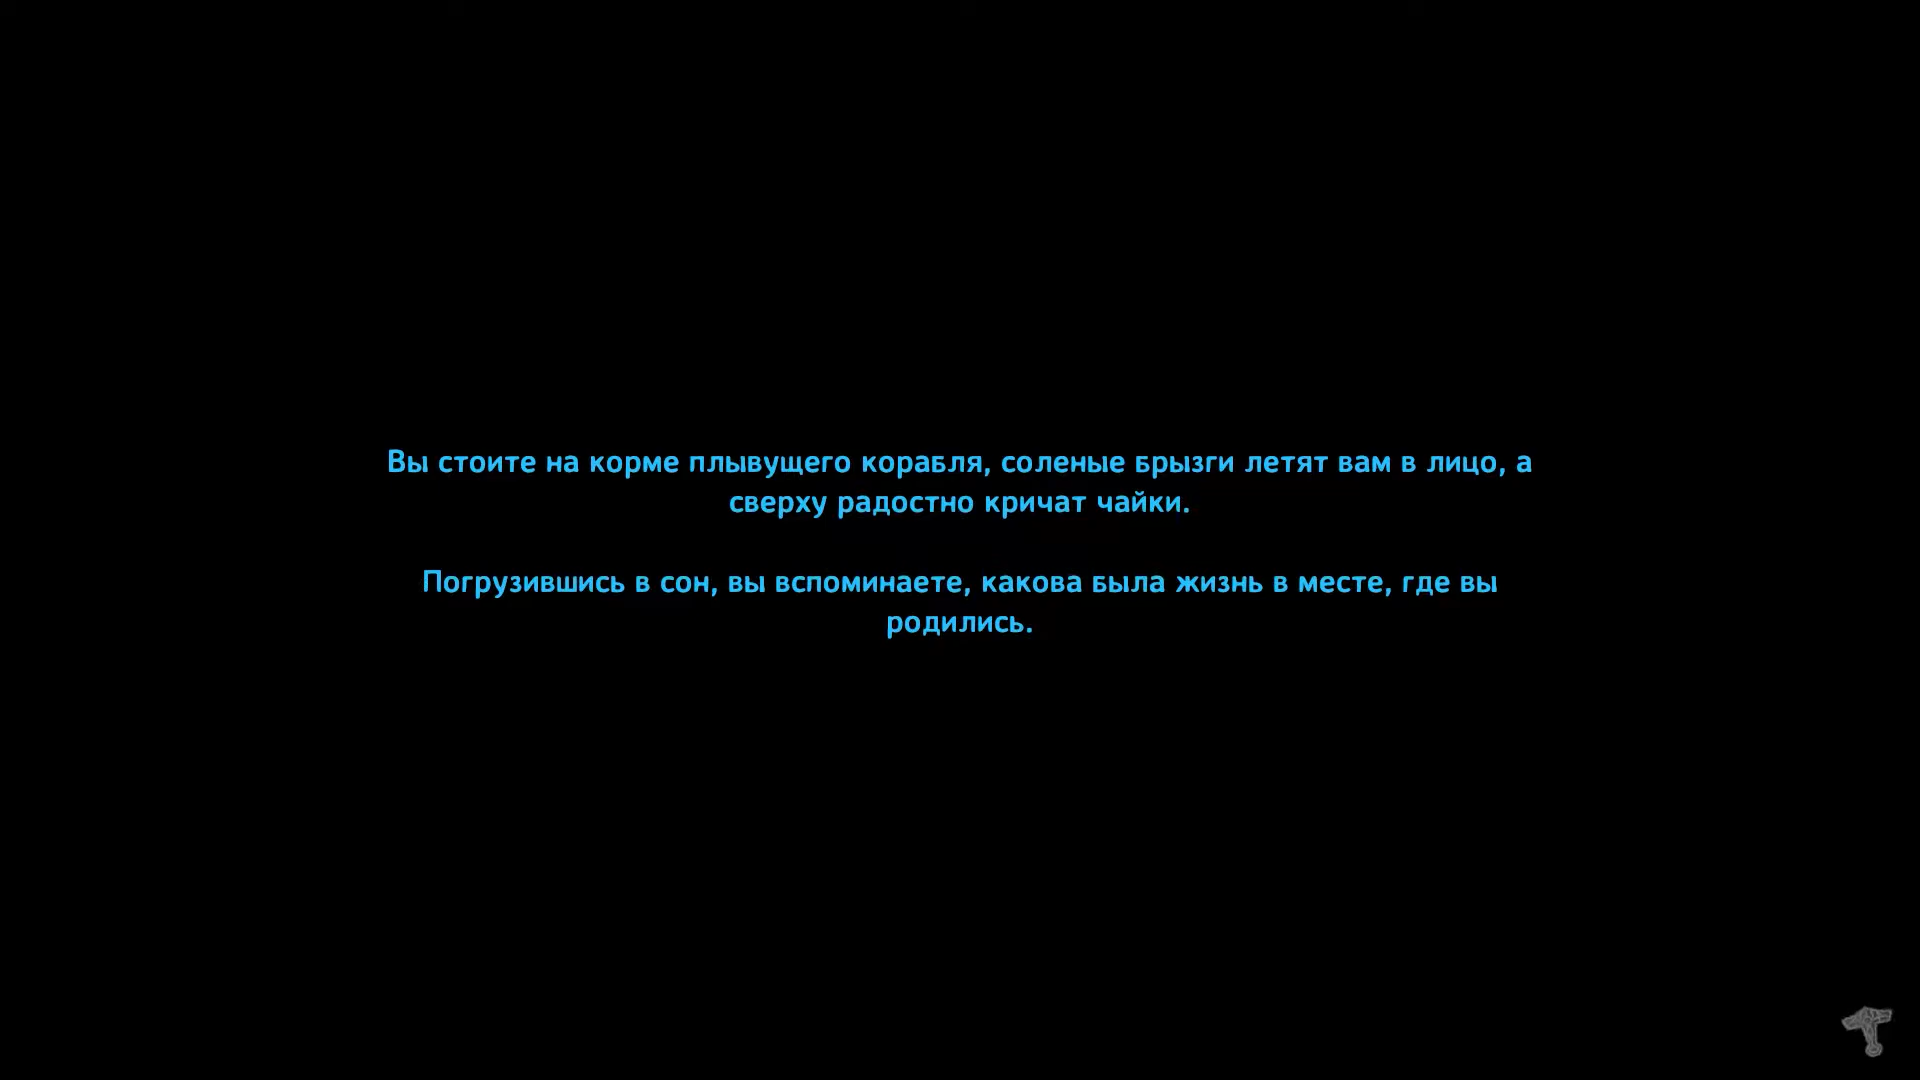 Вы стоите на корме плывущего корабля, соленые брызги летят вам в лицо, а
сверху радостно кричат чайки.
Погрузившись в сон, вы вспоминаете, какова была жизнь в месте, где вы
родились.